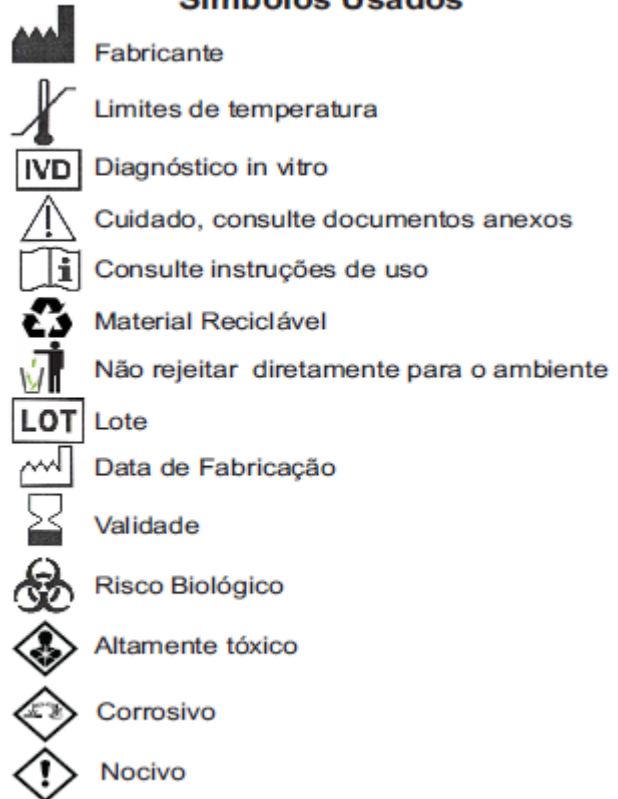 Símbolos Usados
Fabricante
Limites de temperatura
IVD Diagnóstico in vitro
Cuidado, consulte documentos anexos
i Consulte instruções de uso
Material Reciclável
Não rejeitar diretamente para o ambiente
LOT Lote
Data de Fabricação
Validade
Risco Biológico
Altamente tóxico
Corrosivo
Nocivo